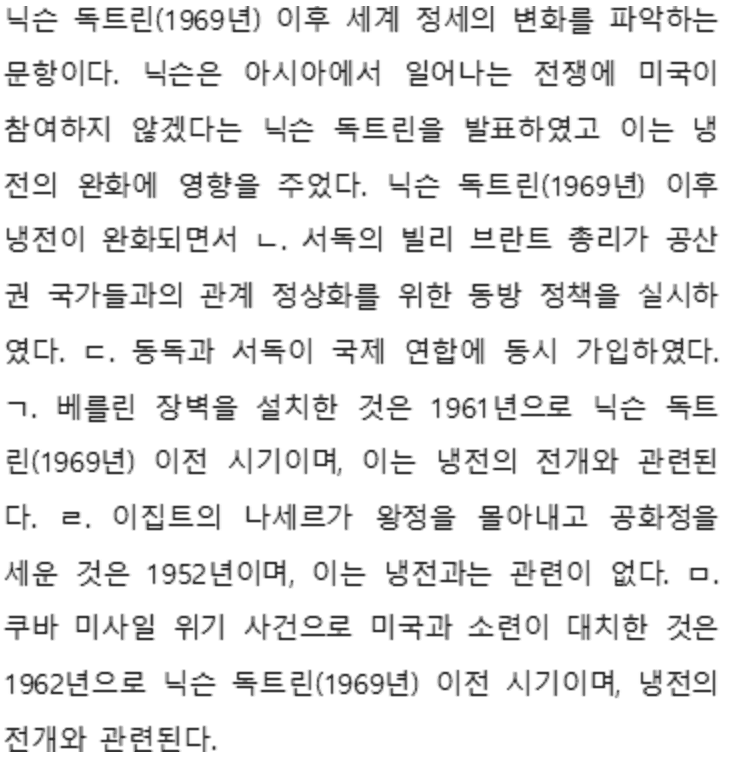 닉슨 독트린(1969년) 이후 세계 정세의 변화를 파악하는
문항이다. 닉슨은 아시아에서 일어나는 전쟁에 미국이
참여하지 않겠다는 닉슨 독트린을 발표하였고 이는 냉
전의 완화에 영향을 주었다. 닉슨 독트린(1969년) 이후
냉전이 완화되면서 ㄴ. 서독의 빌리 브란트 총리가 공산
권 국가들과의 관계 정상화를 위한 동방 정책을 실시하
였다. ㄷ. 동독과 서독이 국제 연합에 동시 가입하였다.
ㄱ. 베를린 장벽을 설치한 것은 1961년으로 닉슨 독트
린(1969년) 이전 시기이며, 이는 냉전의 전개와 관련된
다. ㄹ. 이집트의 나세르가 왕정을 몰아내고 공화정을
세운 것은 1952년이며, 이는 냉전과는 관련이 없다. ㅁ.
쿠바 미사일 위기 사건으로 미국과 소련이 대치한 것은
1962년으로 닉슨 독트린(1969년) 이전 시기이며, 냉전의
전개와 관련된다.